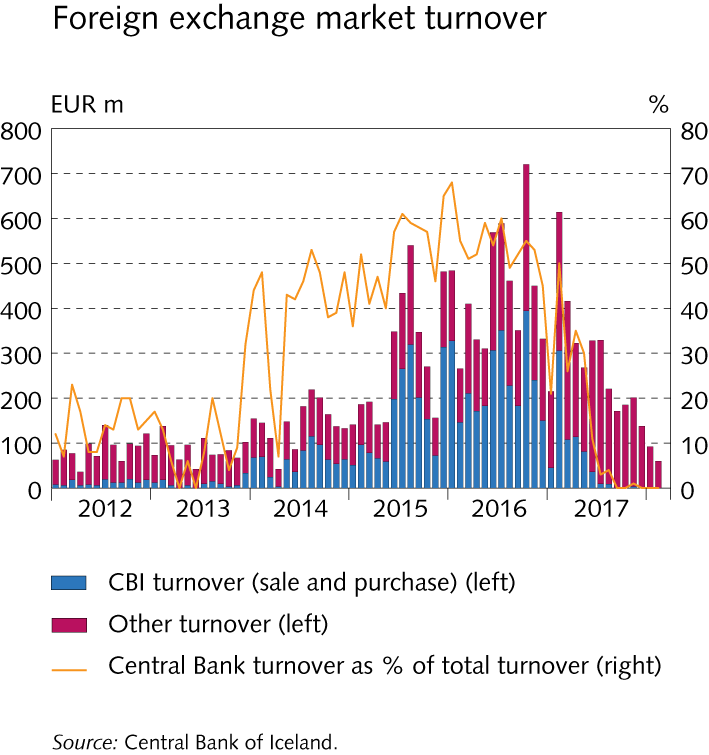 Foreign exchange market turnover
EUR m %
800 80
700 70
600 60
500 50
400 40
300 30
200 20
100 10
0 0
2012 2013 2014 2015 2016 2017
CBI turnover (sale and purchase) (left)
Other turnover (left)
Central Bank turnover as % of total turnover (right)
Source: Central Bank of Iceland.